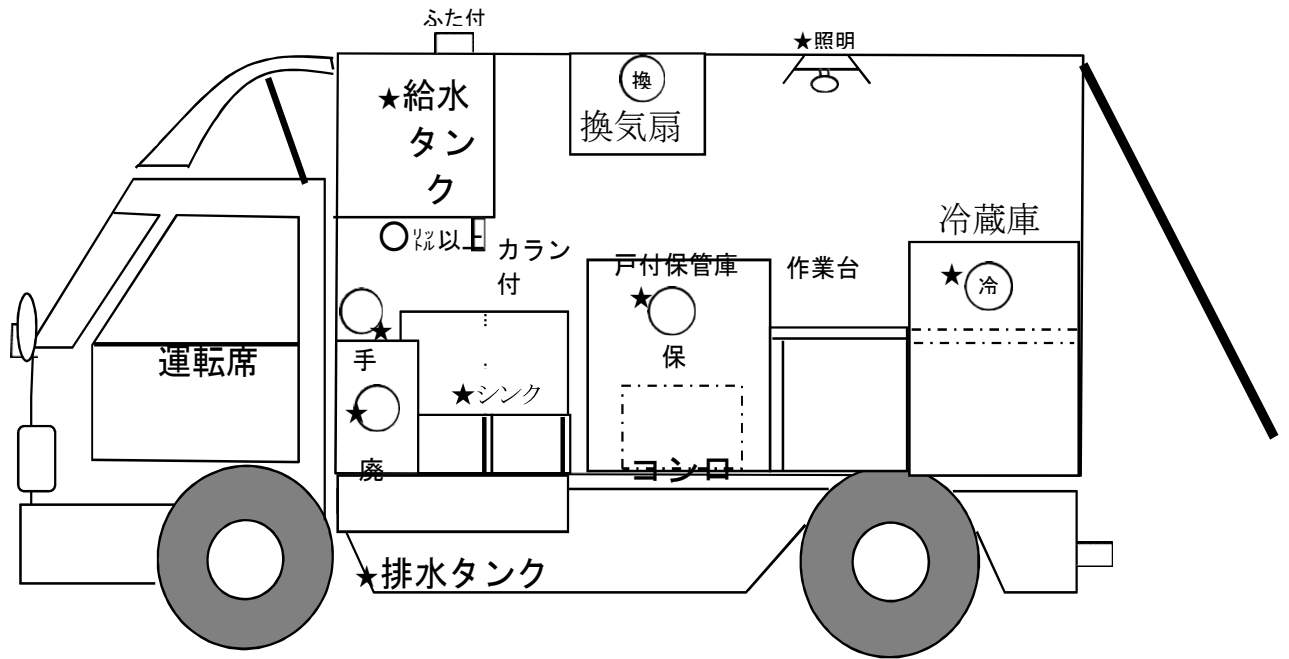 ふた付
★照明
★給水
タン
ク
換
換気扇
○リットル以上
カラン
付
冷蔵庫
戸付保管庫
作業台
★
冷
★
★
手
保
運転席
★シンク
★
廃
コンロ
★排水タンク